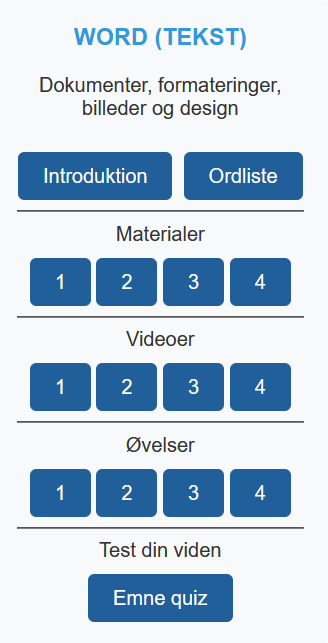 WORD (TEKST)
Dokumenter, formateringer,
billeder og design
Introduktion Ordliste
Materialer
1 2 3 4
Videoer
1 2 3 4
Øvelser
1 2 3 4
Test din viden
Emne quiz